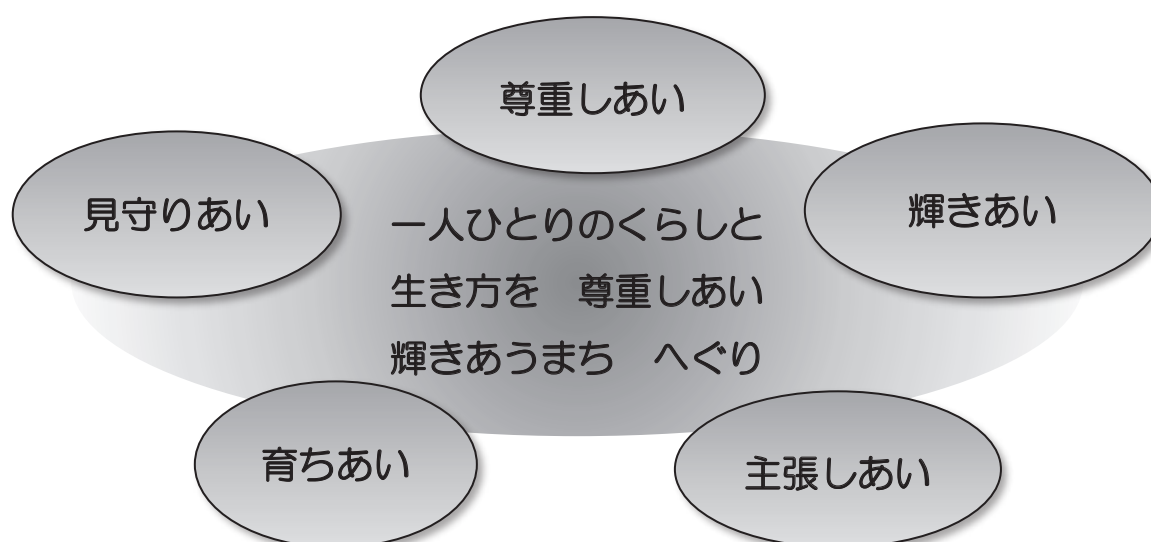 尊重しあい
見守りあい
輝きあい
一人ひとりのくらしと
生き方を　尊重しあい
輝きあうまち　へぐり
育ちあい
主張しあい